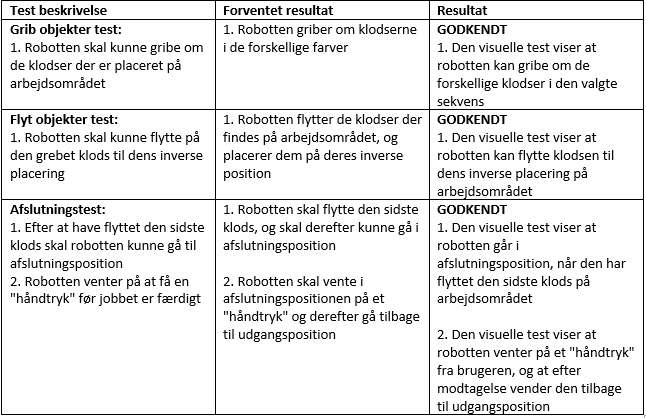 Test beskrivelse
Forventet resultat
Resultat
Grib objekter test:
1. Robotten skal kunne gribe om
de klodser der er placeret på
arbejdsområdet
1. Robotten griber om klodserne
i de forskellige farver
GODKENDT
1. Den visuelle test viser at
robotten kan gribe om de
forskellige klodser i den valgte
sekvens
Flyt objekter test:
1. Robotten skal kunne flytte på
den grebet klods til dens inverse
placering
1. Robotten flytter de klodser der
findes på arbejdsområdet, og
placerer dem på deres inverse
position
GODKENDT
1. Den visuelle test viser at
robotten kan flytte klodsen til
dens inverse placering på
arbejdsområdet
Afslutningstest:
1. Efter at have flyttet den sidste
klods skal robotten kunne gå til
afslutningsposition
2. Robotten venter på at få en
"håndtryk" før jobbet er færdigt
1. Robotten skal flytte den sidste
klods, og skal derefter kunne gå i
afslutningsposition
2. Robotten skal vente i
afslutningspositionen på et
"håndtryk" og derefter gå tilbage
til udgangsposition
GODKENDT
1. Den visuelle test viser at
robotten går i
afslutningsposition, når den har
flyttet den sidste klods på
arbejdsområdet
2. Den visuelle test viser at
robotten venter på et "håndtryk"
fra brugeren, og at efter
modtagelse vender den tilbage
til udgangsposition